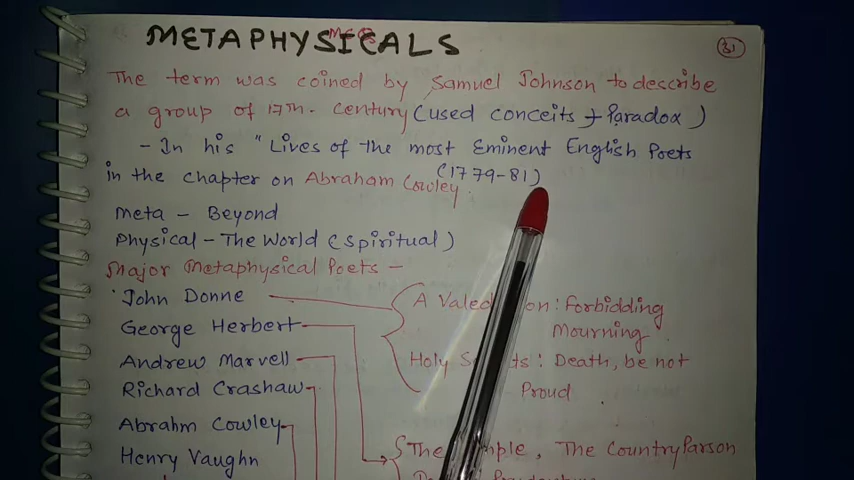 METAPHYSICALS
31
The term was coined by Samuel Johnson to describe
a group of 17th- century (used conceits + Paradox)
- In his "Lives of the most Eminent English Poets
(1779-81)
in the chapter on Abraham Cowley.
Meta - Beyond
Physical - The World (Spiritual)
Major Metaphysical Poets -
John Donne
A Valed on : Forbidding
Mourning
George Herbert
Andrew Marvell
Holy S ts : Death, be not
Proud
Richard Crashaw
Abrahm Cowley
The mple, The Country Parson
Henry Vaughn